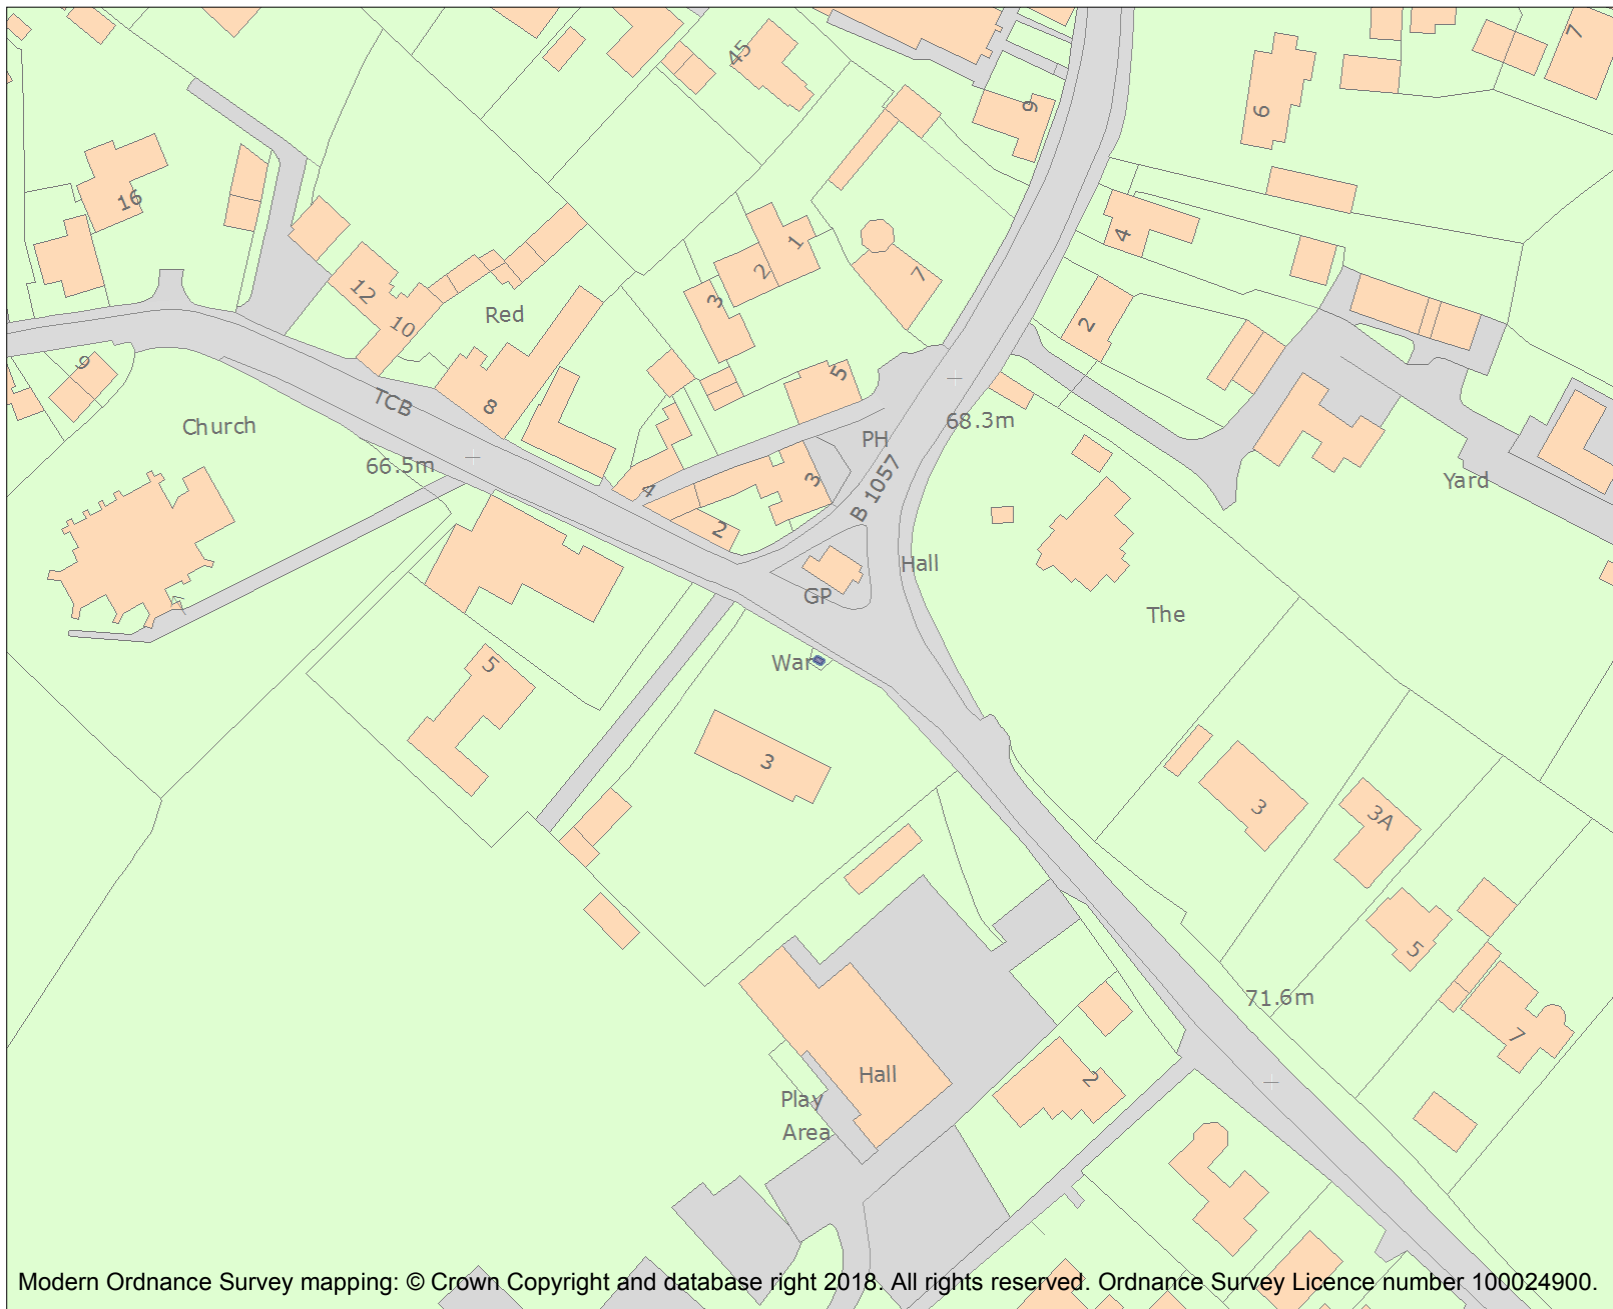 45
7
9
6
16
4
1
2
3
7
12
10
Red
2
9
5
8
TCB
Church
66.5m
68.3m
PH
B 1057
3
4
2
Yard
Hall
GP
The
War
5
3
3
3A
5
71.6m
7
Hall
2
Play
Area
Modern Ordnance Survey mapping: © Crown Copyright and database right 2018. All rights reserved. Ordnance Survey Licence number 100024900.